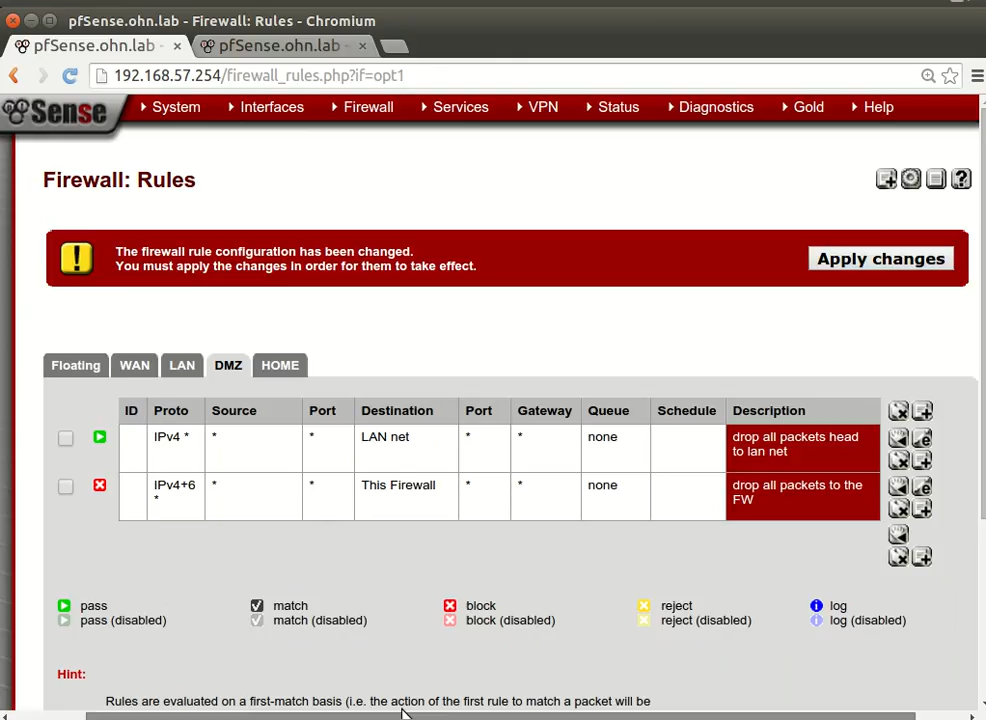 pfSense.ohn.lab - Firewall: Rules - Chromium
pfSense.ohn.lab - × pfSense.ohn.lab - ×
192.168.57.254/firewall_rules.php?if=opt1
Sense System Interfaces Firewall Services VPN Status Diagnostics Gold Help
Firewall: Rules
The firewall rule configuration has been changed.
You must apply the changes in order for them to take effect.
Apply changes
Floating WAN LAN DMZ HOME
ID Proto Source Port Destination Port Gateway Queue Schedule Description
IPv4 * * * LAN net * * none drop all packets head
to lan net
IPv4+6 * * This Firewall * * none drop all packets to the
* FW
pass match block reject log
pass (disabled) match (disabled) block (disabled) reject (disabled) log (disabled)
Hint:
Rules are evaluated on a first-match basis (i.e. the action of the first rule to match a packet will be